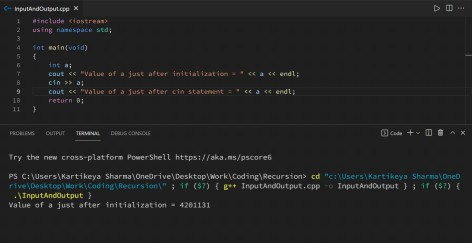 InputAndOutput.cpp
1 #include <iostream>
2 using namespace std;
3
4 int main(void)
5 {
6 int a;
7 cout << "Value of a just after initialization = " << a << endl;
8 cin >> a;
9 cout << "Value of a just after cin statement = " << a << endl;
10 return 0;
11 }
PROBLEMS OUTPUT TERMINAL DEBUG CONSOLE
Code
Try the new cross-platform PowerShell https://aka.ms/pscore6
PS C:\Users\Kartikeya Sharma\OneDrive\Desktop\Work\Coding\Recursion> cd "c:\Users\Kartikeya Sharma\OneD
rive\Desktop\Work\Coding\Recursion\" ; if ($?) { g++ InputAndOutput.cpp -o InputAndOutput } ; if ($?) {
.\InputAndOutput }
Value of a just after initialization = 4201131